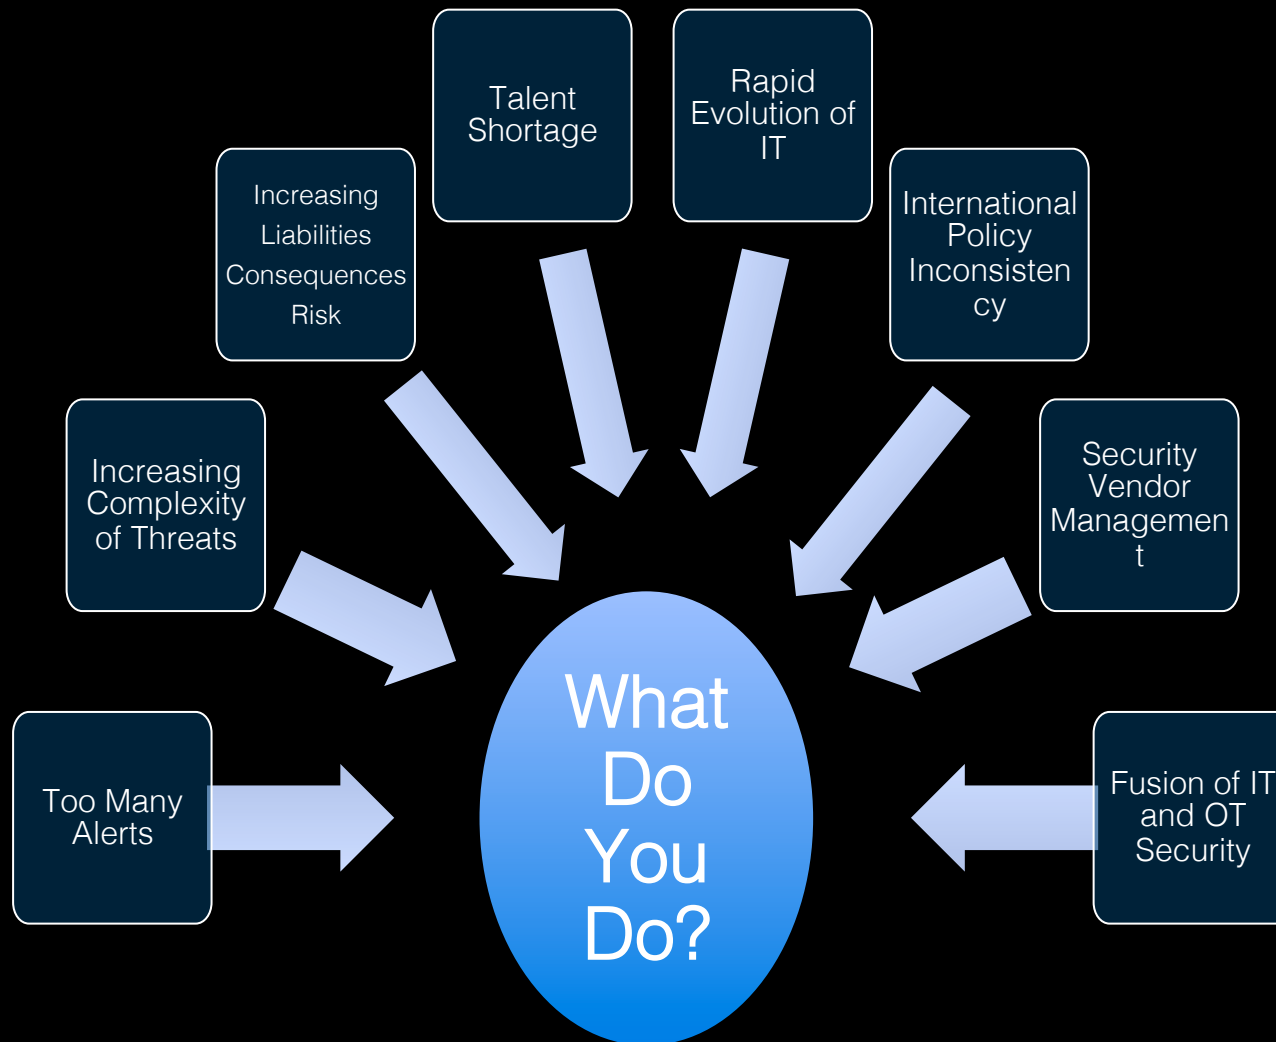 Talent
Shortage
Rapid
Evolution of
IT
Increasing
Liabilities
Consequences
Risk
International
Policy
Inconsisten
cy
Increasing
Complexity
of Threats
Security
Vendor
Managemen
t
Too Many
Alerts
What
Do
You
Do?
Fusion of IT
and OT
Security